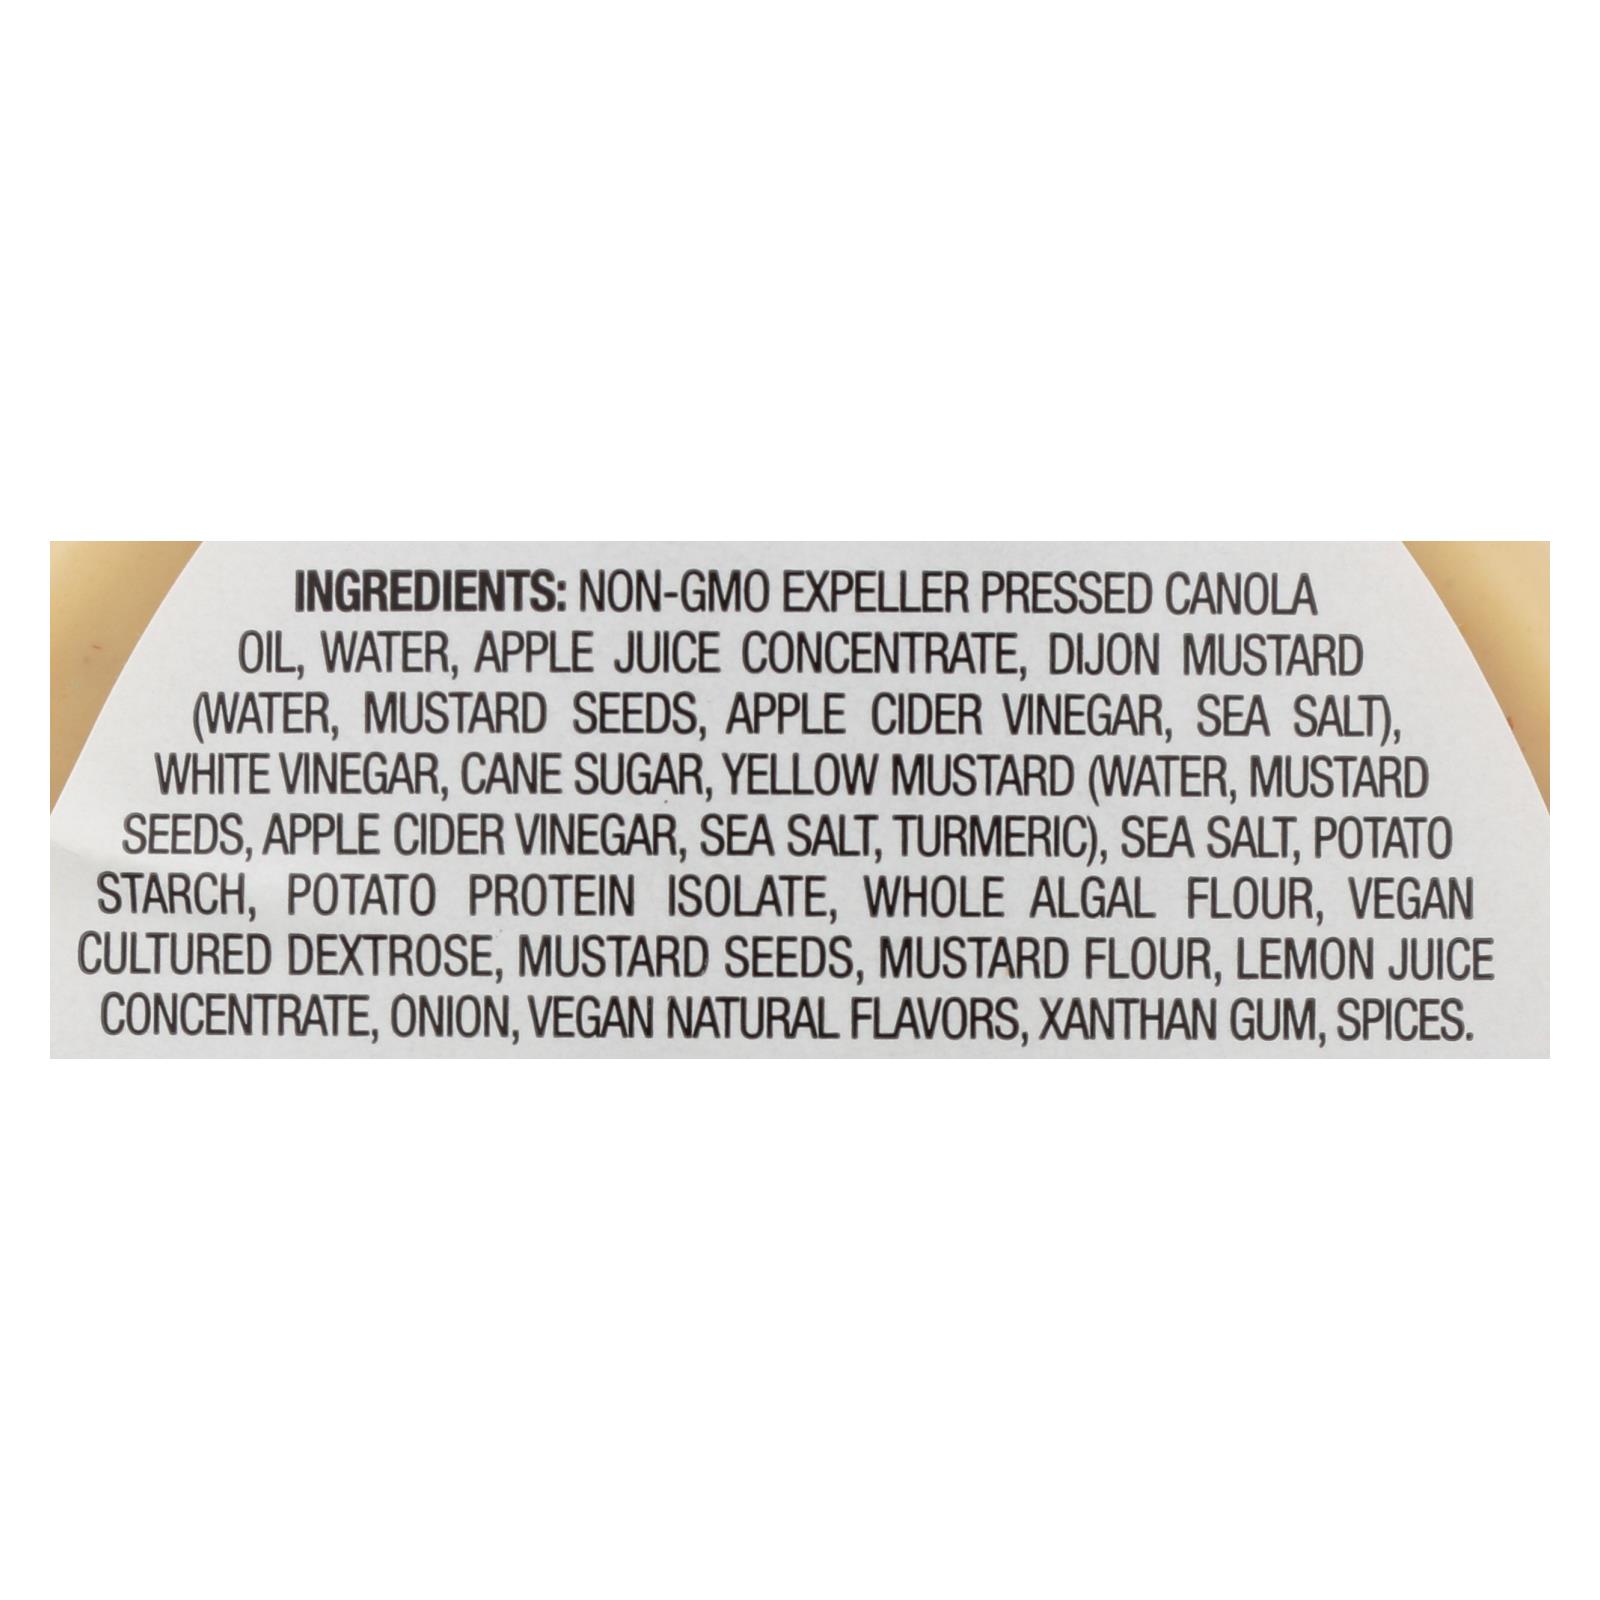 INGREDIENTS: NON-GMO EXPELLER PRESSED CANOLA
OIL, WATER, APPLE JUICE CONCENTRATE, DIJON MUSTARD
(WATER, MUSTARD SEEDS, APPLE CIDER VINEGAR, SEA SALT),
WHITE VINEGAR, CANE SUGAR, YELLOW MUSTARD (WATER, MUSTARD
SEEDS, APPLE CIDER VINEGAR, SEA SALT, TURMERIC), SEA SALT, POTATO
STARCH, POTATO PROTEIN ISOLATE, WHOLE ALGAL FLOUR, VEGAN
CULTURED DEXTROSE, MUSTARD SEEDS, MUSTARD FLOUR, LEMON JUICE
CONCENTRATE, ONION, VEGAN NATURAL FLAVORS, XANTHAN GUM, SPICES.